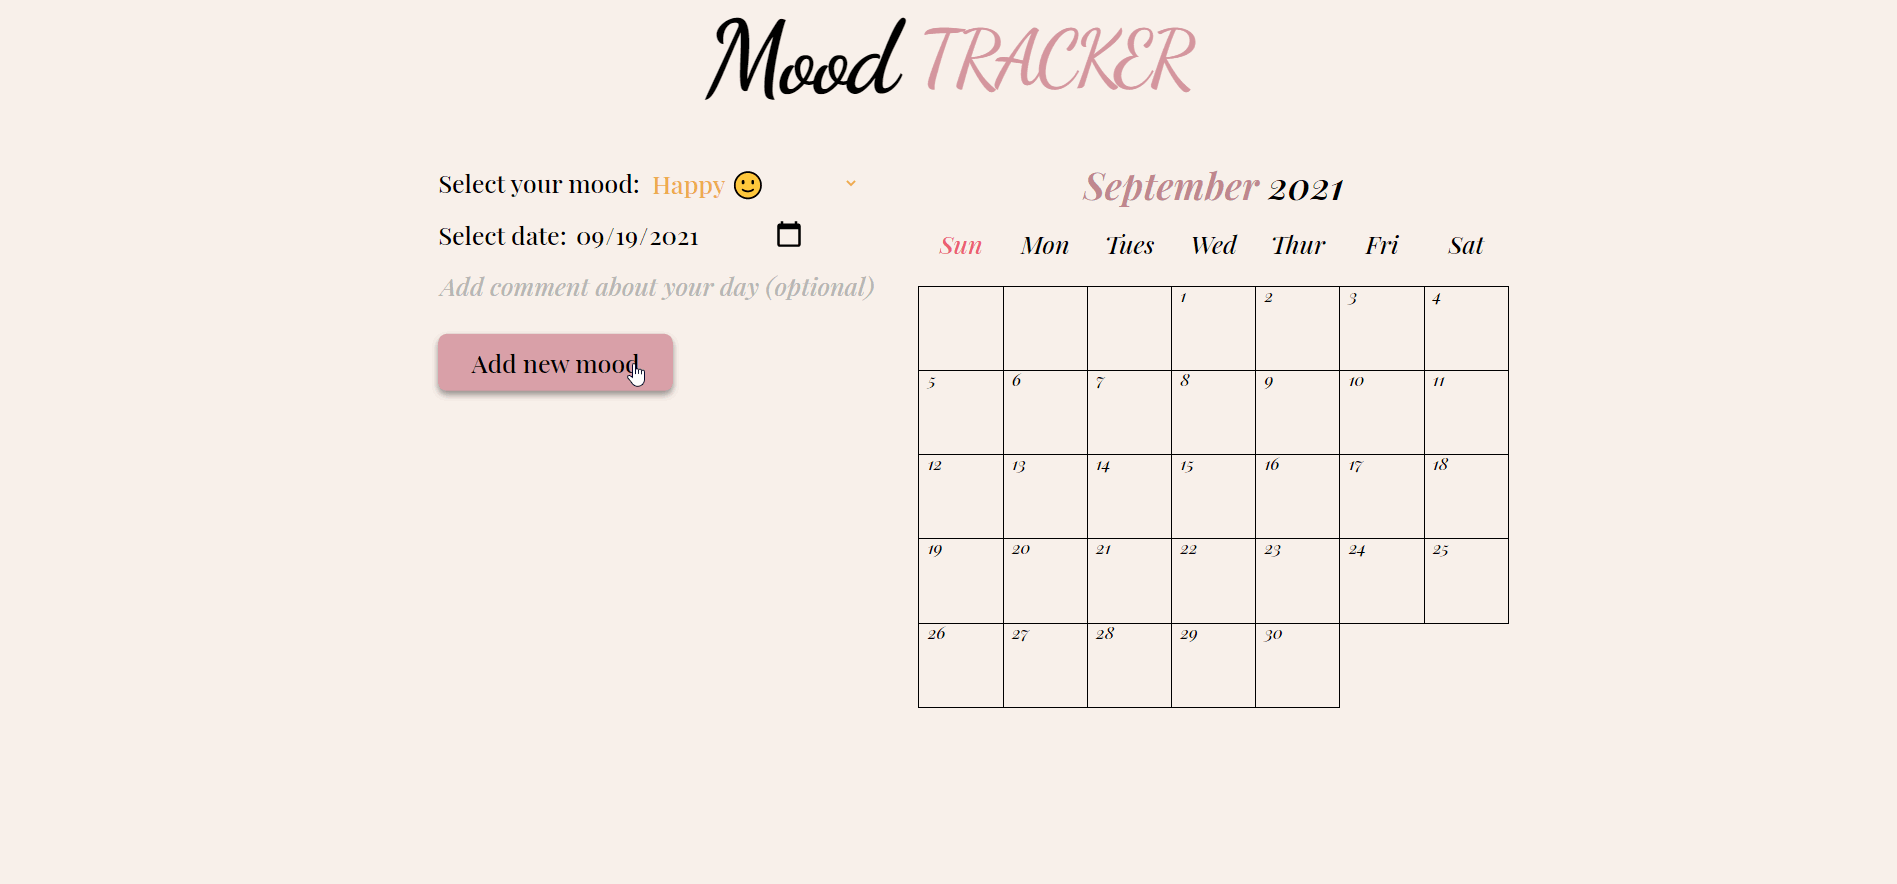 Mood TRACKER
Select your mood: Happy 🙂
Select date: 09/19/2021
Add comment about your day (optional)
Add new mood
September 2021
Sun Mon Tues Wed Thur Fri Sat
1 2 3 4
5 6 7 8 9 10 11
12 13 14 15 16 17 18
19 20 21 22 23 24 25
26 27 28 29 30